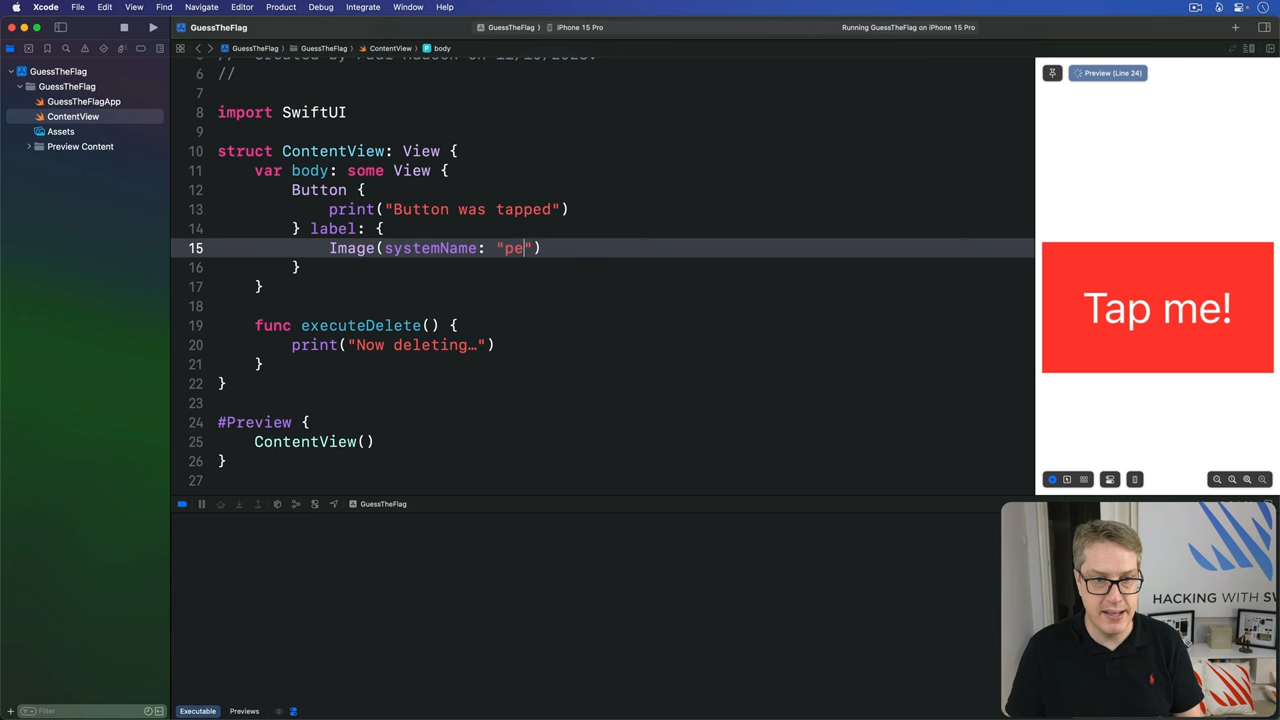 Xcode File Edit View Find Navigate Editor Product Debug Integrate Window Help
GuessTheFlag GuessTheFlag iPhone 15 Pro Running GuessTheFlag on iPhone 15 Pro
GuessTheFlag GuessTheFlag ContentView body
GuessTheFlag
GuessTheFlag
GuessTheFlagApp
ContentView
Assets
Preview Content
6 //
7
8 import SwiftUI
9
10 struct ContentView: View {
11 var body: some View {
12 Button {
13 print("Button was tapped")
14 } label: {
15 Image(systemName: "pe")
16 }
17 }
18
19 func executeDelete() {
20 print("Now deleting…")
21 }
22 }
23
24 #Preview {
25 ContentView()
26 }
27
Preview (Line 24)
Tap me!
GuessTheFlag
HACKING WITH SW
Filter
Executable Previews